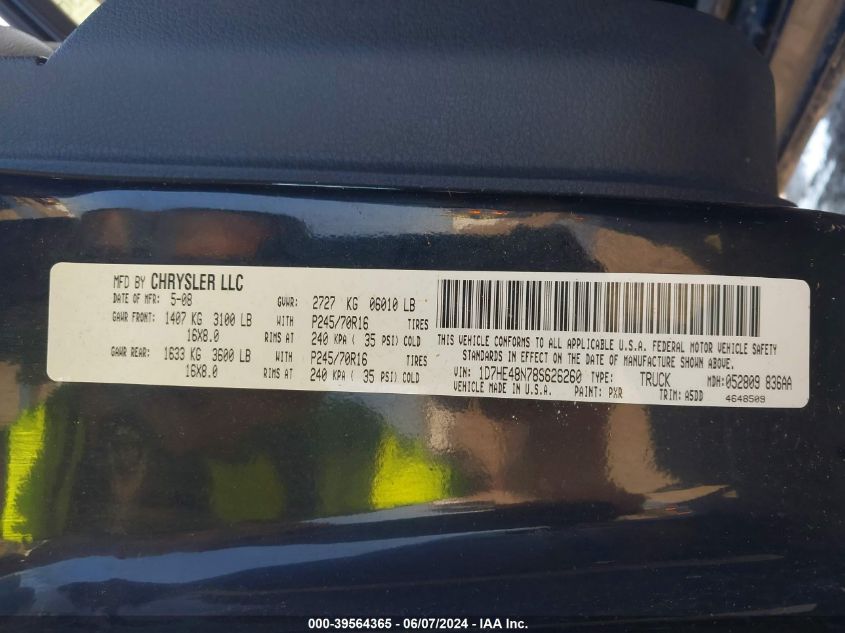 MFD BY CHRYSLER LLC
DATE OF MFR: 5-08 GVWR: 2727 KG 06010 LB
GAWR FRONT: 1407 KG 3100 LB WITH P245/70R16 TIRES
16X8.0 RIMS AT 240 KPA ( 35 PSI) COLD
GAWR REAR: 1633 KG 3600 LB WITH P245/70R16 TIRES
16X8.0 RIMS AT 240 KPA ( 35 PSI) COLD
THIS VEHICLE CONFORMS TO ALL APPLICABLE U.S.A. FEDERAL MOTOR VEHICLE SAFETY
STANDARDS IN EFFECT ON THE DATE OF MANUFACTURE SHOWN ABOVE.
VIN: 1D7HE48N78S626260 TYPE: TRUCK MDH:052809 836AA
VEHICLE MADE IN U.S.A. PAINT: PXR TRIM: A5DD
4648509
000-39564365 - 06/07/2024 - IAAI.com